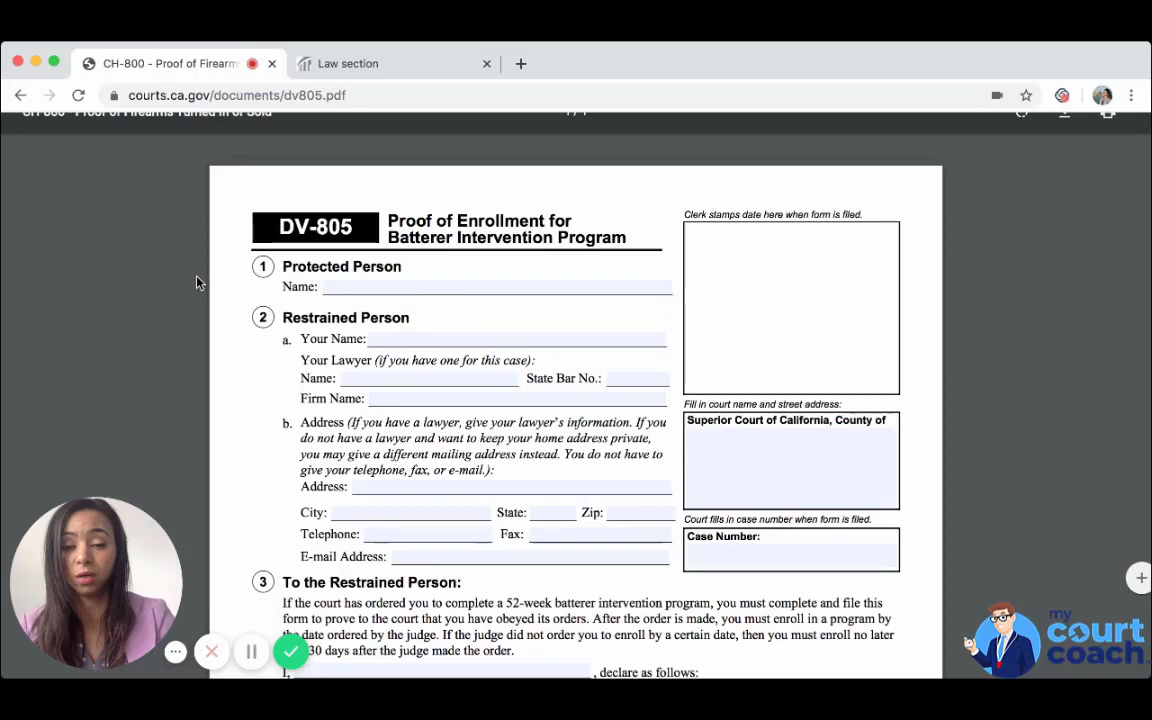 CH-800 - Proof of Firearm
Law section
courts.ca.gov/documents/dv805.pdf
CH-800 - Proof of Firearms Turned In or Sold
1 / 1
DV-805
Proof of Enrollment for
Batterer Intervention Program
Clerk stamps date here when form is filed.
1 Protected Person
Name:
2 Restrained Person
a. Your Name:
Your Lawyer (if you have one for this case):
Name: State Bar No.:
Firm Name:
b. Address (If you have a lawyer, give your lawyer's information. If you
do not have a lawyer and want to keep your home address private,
you may give a different mailing address instead. You do not have to
give your telephone, fax, or e-mail.):
Address:
City: State: Zip:
Telephone: Fax:
E-mail Address:
Fill in court name and street address:
Superior Court of California, County of
Court fills in case number when form is filed.
Case Number:
3 To the Restrained Person:
If the court has ordered you to complete a 52-week batterer intervention program, you must complete and file this
form to prove to the court that you have obeyed its orders. After the order is made, you must enroll in a program by
the date ordered by the judge. If the judge did not order you to enroll by a certain date, then you must enroll no later
30 days after the judge made the order.
I, , declare as follows:
my
court
coach